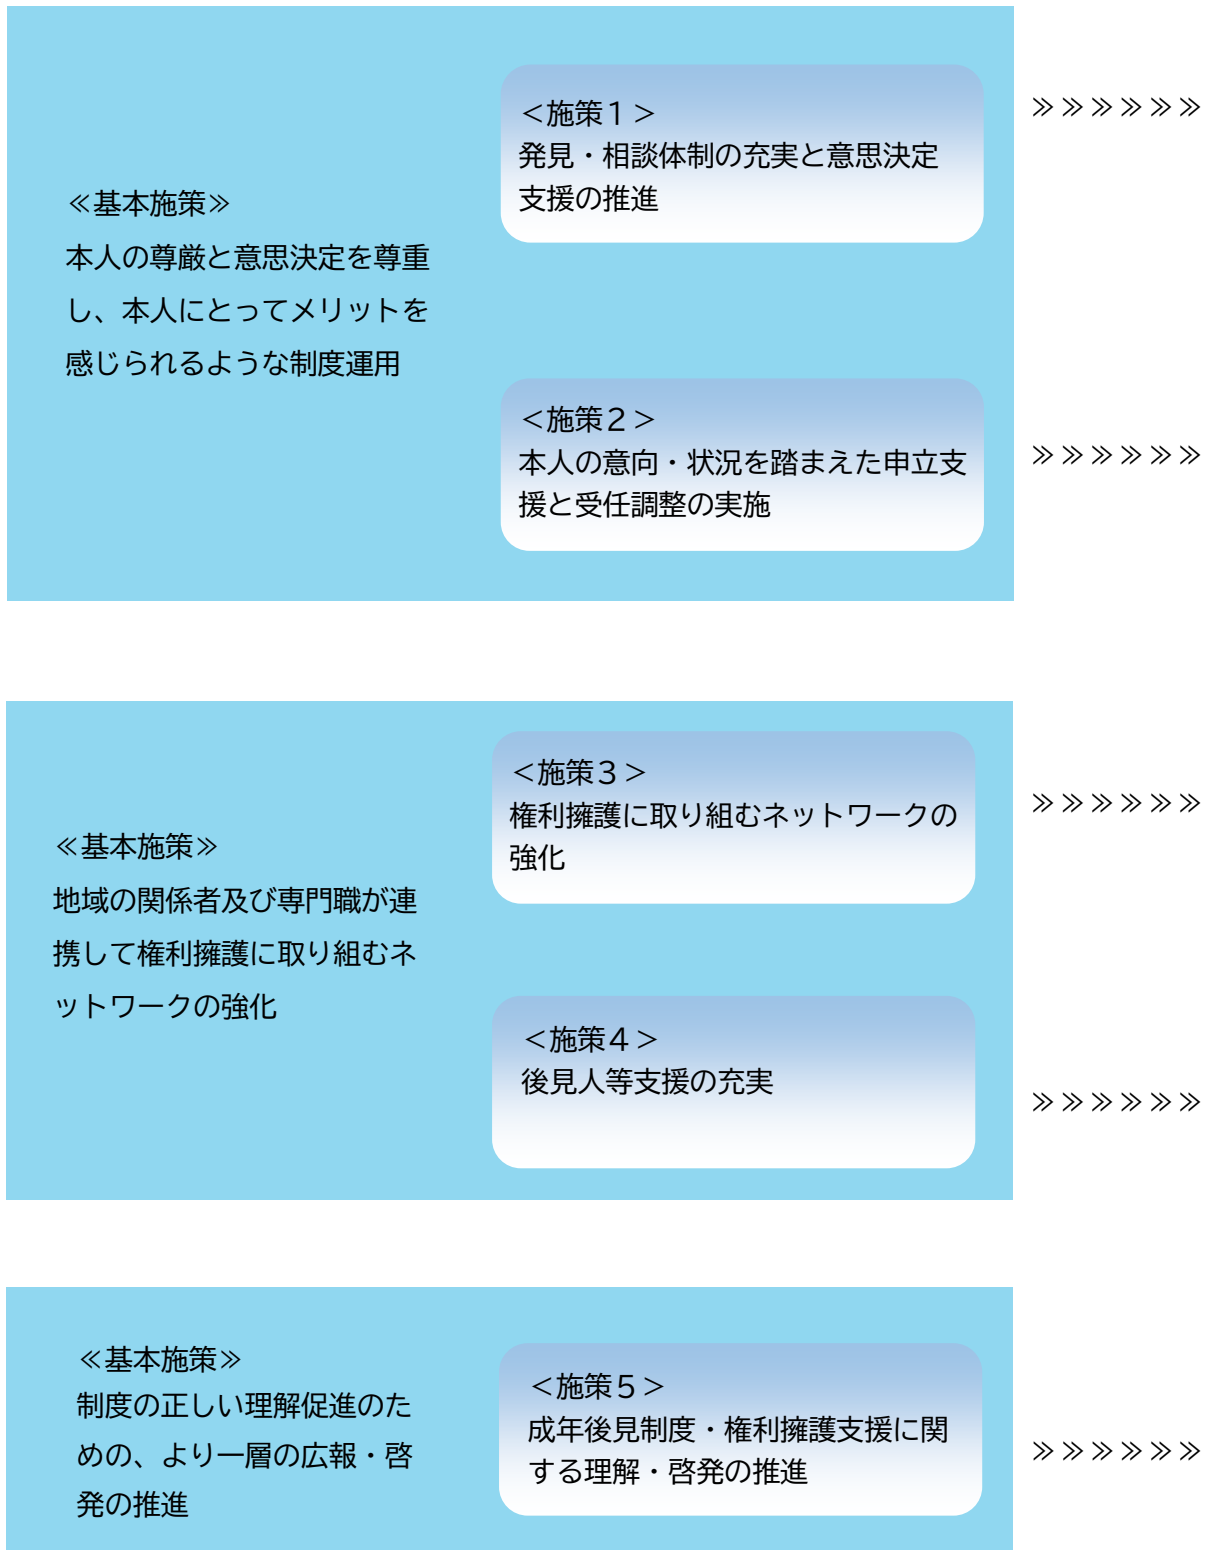 ≪基本施策≫
本人の尊厳と意思決定を尊重
し、本人にとってメリットを
感じられるような制度運用
＜施策１＞
発見・相談体制の充実と意思決定
支援の推進
≫≫≫≫≫≫
＜施策２＞
本人の意向・状況を踏まえた申立支
援と受任調整の実施
≫≫≫≫≫≫
≪基本施策≫
地域の関係者及び専門職が連
携して権利擁護に取り組むネ
ットワークの強化
＜施策３＞
権利擁護に取り組むネットワークの
強化
≫≫≫≫≫≫
＜施策４＞
後見人等支援の充実
≫≫≫≫≫≫
≪基本施策≫
制度の正しい理解促進のた
めの、より一層の広報・啓
発の推進
＜施策５＞
成年後見制度・権利擁護支援に関
する理解・啓発の推進
≫≫≫≫≫≫